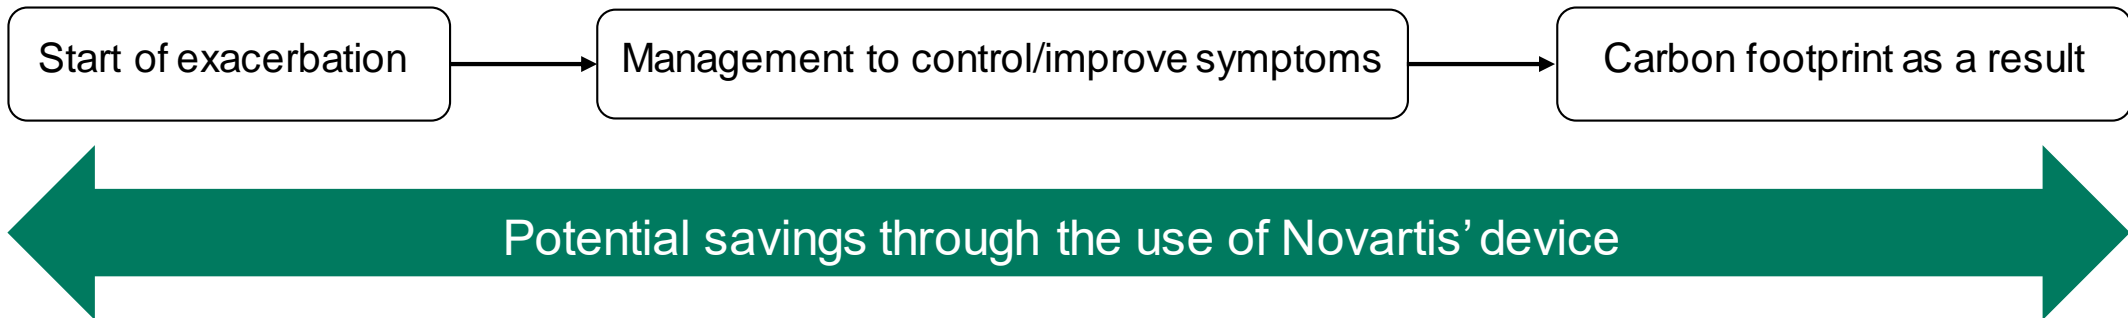 Start of exacerbation
Management to control/improve symptoms
Carbon footprint as a result
Potential savings through the use of Novartis’ device